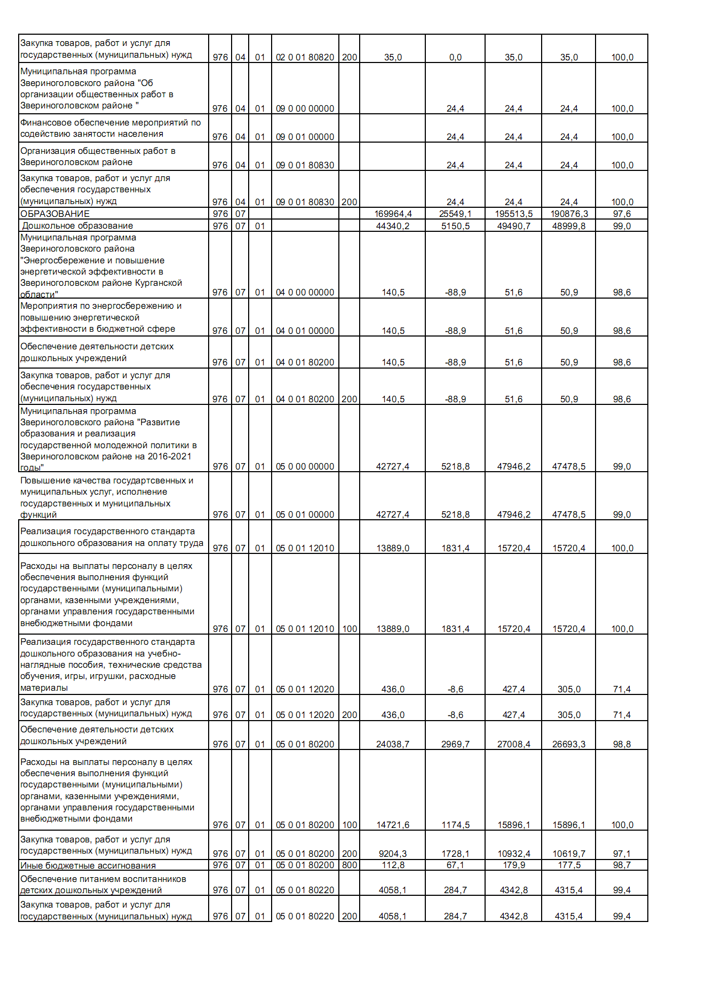 Закупка товаров, работ и услуг для
государственных (муниципальных) нужд 976 04 01 02 0 01 80820 200 35,0 0,0 35,0 35,0 100,0
Муниципальная программа
Звериноголовского района "Об
организации общественных работ в
Звериноголовском районе " 976 04 01 09 0 00 00000 24,4 24,4 24,4 100,0
Финансовое обеспечение мероприятий по
содействию занятости населения 976 04 01 09 0 01 00000 24,4 24,4 24,4 100,0
Организация общественных работ в
Звериноголовском районе 976 04 01 09 0 01 80830 24,4 24,4 24,4 100,0
Закупка товаров, работ и услуг для
обеспечения государственных
(муниципальных) нужд 976 04 01 09 0 01 80830 200 24,4 24,4 24,4 100,0
ОБРАЗОВАНИЕ 976 07 169964,4 25549,1 195513,5 190876,3 97,6
Дошкольное образование 976 07 01 44340,2 5150,5 49490,7 48999,8 99,0
Муниципальная программа
Звериноголовского района
"Энергосбережение и повышение
энергетической эффективности в
Звериноголовском районе Курганской
области" 976 07 01 04 0 00 00000 140,5 -88,9 51,6 50,9 98,6
Мероприятия по энергосбережению и
повышению энергетической
эффективности в бюджетной сфере 976 07 01 04 0 01 00000 140,5 -88,9 51,6 50,9 98,6
Обеспечение деятельности детских
дошкольных учреждений 976 07 01 04 0 01 80200 140,5 -88,9 51,6 50,9 98,6
Закупка товаров, работ и услуг для
обеспечения государственных
(муниципальных) нужд 976 07 01 04 0 01 80200 200 140,5 -88,9 51,6 50,9 98,6
Муниципальная программа
Звериноголовского района "Развитие
образования и реализация
государственной молодежной политики в
Звериноголовском районе на 2016-2021
годы" 976 07 01 05 0 00 00000 42727,4 5218,8 47946,2 47478,5 99,0
Повышение качества государтсвенных и
муниципальных услуг, исполнение
государственных и муниципальных
функций 976 07 01 05 0 01 00000 42727,4 5218,8 47946,2 47478,5 99,0
Реализация государственного стандарта
дошкольного образования на оплату труда 976 07 01 05 0 01 12010 13889,0 1831,4 15720,4 15720,4 100,0
Расходы на выплаты персоналу в целях
обеспечения выполнения функций
государственными (муниципальными)
органами, казенными учреждениями,
органами управления государственными
внебюджетными фондами 976 07 01 05 0 01 12010 100 13889,0 1831,4 15720,4 15720,4 100,0
Реализация государственного стандарта
дошкольного образования на учебно-
наглядные пособия, технические средства
обучения, игры, игрушки, расходные
материалы 976 07 01 05 0 01 12020 436,0 -8,6 427,4 305,0 71,4
Закупка товаров, работ и услуг для
государственных (муниципальных) нужд 976 07 01 05 0 01 12020 200 436,0 -8,6 427,4 305,0 71,4
Обеспечение деятельности детских
дошкольных учреждений 976 07 01 05 0 01 80200 24038,7 2969,7 27008,4 26693,3 98,8
Расходы на выплаты персоналу в целях
обеспечения выполнения функций
государственными (муниципальными)
органами, казенными учреждениями,
органами управления государственными
внебюджетными фондами 976 07 01 05 0 01 80200 100 14721,6 1174,5 15896,1 15896,1 100,0
Закупка товаров, работ и услуг для
государственных (муниципальных) нужд 976 07 01 05 0 01 80200 200 9204,3 1728,1 10932,4 10619,7 97,1
Иные бюджетные ассигнования 976 07 01 05 0 01 80200 800 112,8 67,1 179,9 177,5 98,7
Обеспечение питанием воспитанников
детских дошкольных учреждений 976 07 01 05 0 01 80220 4058,1 284,7 4342,8 4315,4 99,4
Закупка товаров, работ и услуг для
государственных (муниципальных) нужд 976 07 01 05 0 01 80220 200 4058,1 284,7 4342,8 4315,4 99,4